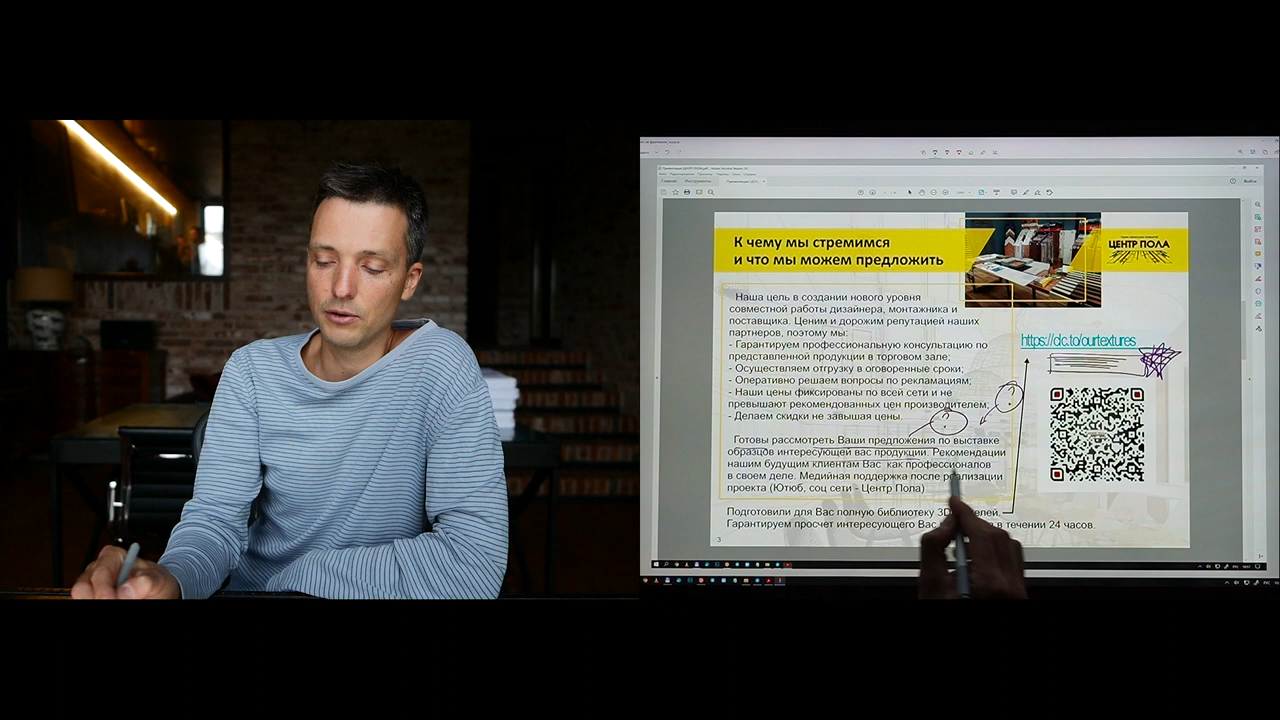 К чему мы стремимся
и что мы можем предложить
ЦЕНТР ПОЛА
Наша цель в создании нового уровня
совместной работы дизайнера, монтажника и
поставщика. Ценим и дорожим репутацией наших
партнеров, поэтому мы:
- Гарантируем профессиональную консультацию по
представленной продукции в торговом зале;
- Осуществляем отгрузку в оговоренные сроки;
- Оперативно решаем вопросы по рекламациям;
- Наши цены фиксированы по всей сети и не
превышают рекомендованных цен производителем;
- Делаем скидки не завышая цены.
https://dc.to/ourtextures
?
?
Готовы рассмотреть Ваши предложения по выставке
образцов интересующей вас продукции. Рекомендации
нашим будущим клиентам Вас как профессионалов
в своем деле. Медийная поддержка после реализации
проекта (Ютюб, соц сети - Центр Пола)
Подготовили для Вас полную библиотеку 3D
Гарантируем просчет интересующего Вас в течении 24 часов.
3